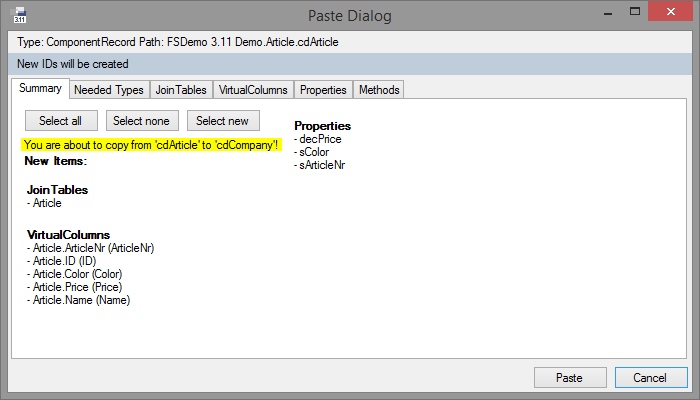 Paste Dialog
3.11
Type: ComponentRecord Path: FSDemo 3.11 Demo.Article.cdArticle
New IDs will be created
Summary Needed Types JoinTables VirtualColumns Properties Methods
Select all Select none Select new
You are about to copy from 'cdArticle' to 'cdCompany'!
New Items:
JoinTables
- Article
VirtualColumns
- Article.ArticleNr (ArticleNr)
- Article.ID (ID)
- Article.Color (Color)
- Article.Price (Price)
- Article.Name (Name)
Properties
- decPrice
- sColor
- sArticleNr
Paste Cancel